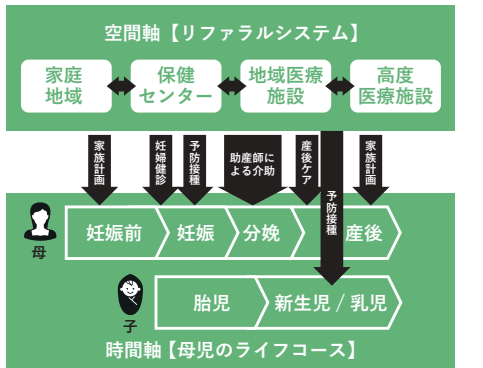 空間軸【リファラルシステム】
家庭
地域
保健
センター
地域医療
施設
高度
医療施設
家族計画
妊婦健診
予防接種
助産師に
よる介助
産後ケア
予防接種
家族計画
母
妊娠前
妊娠
分娩
産後
子
胎児
新生児 / 乳児
時間軸【母児のライフコース】